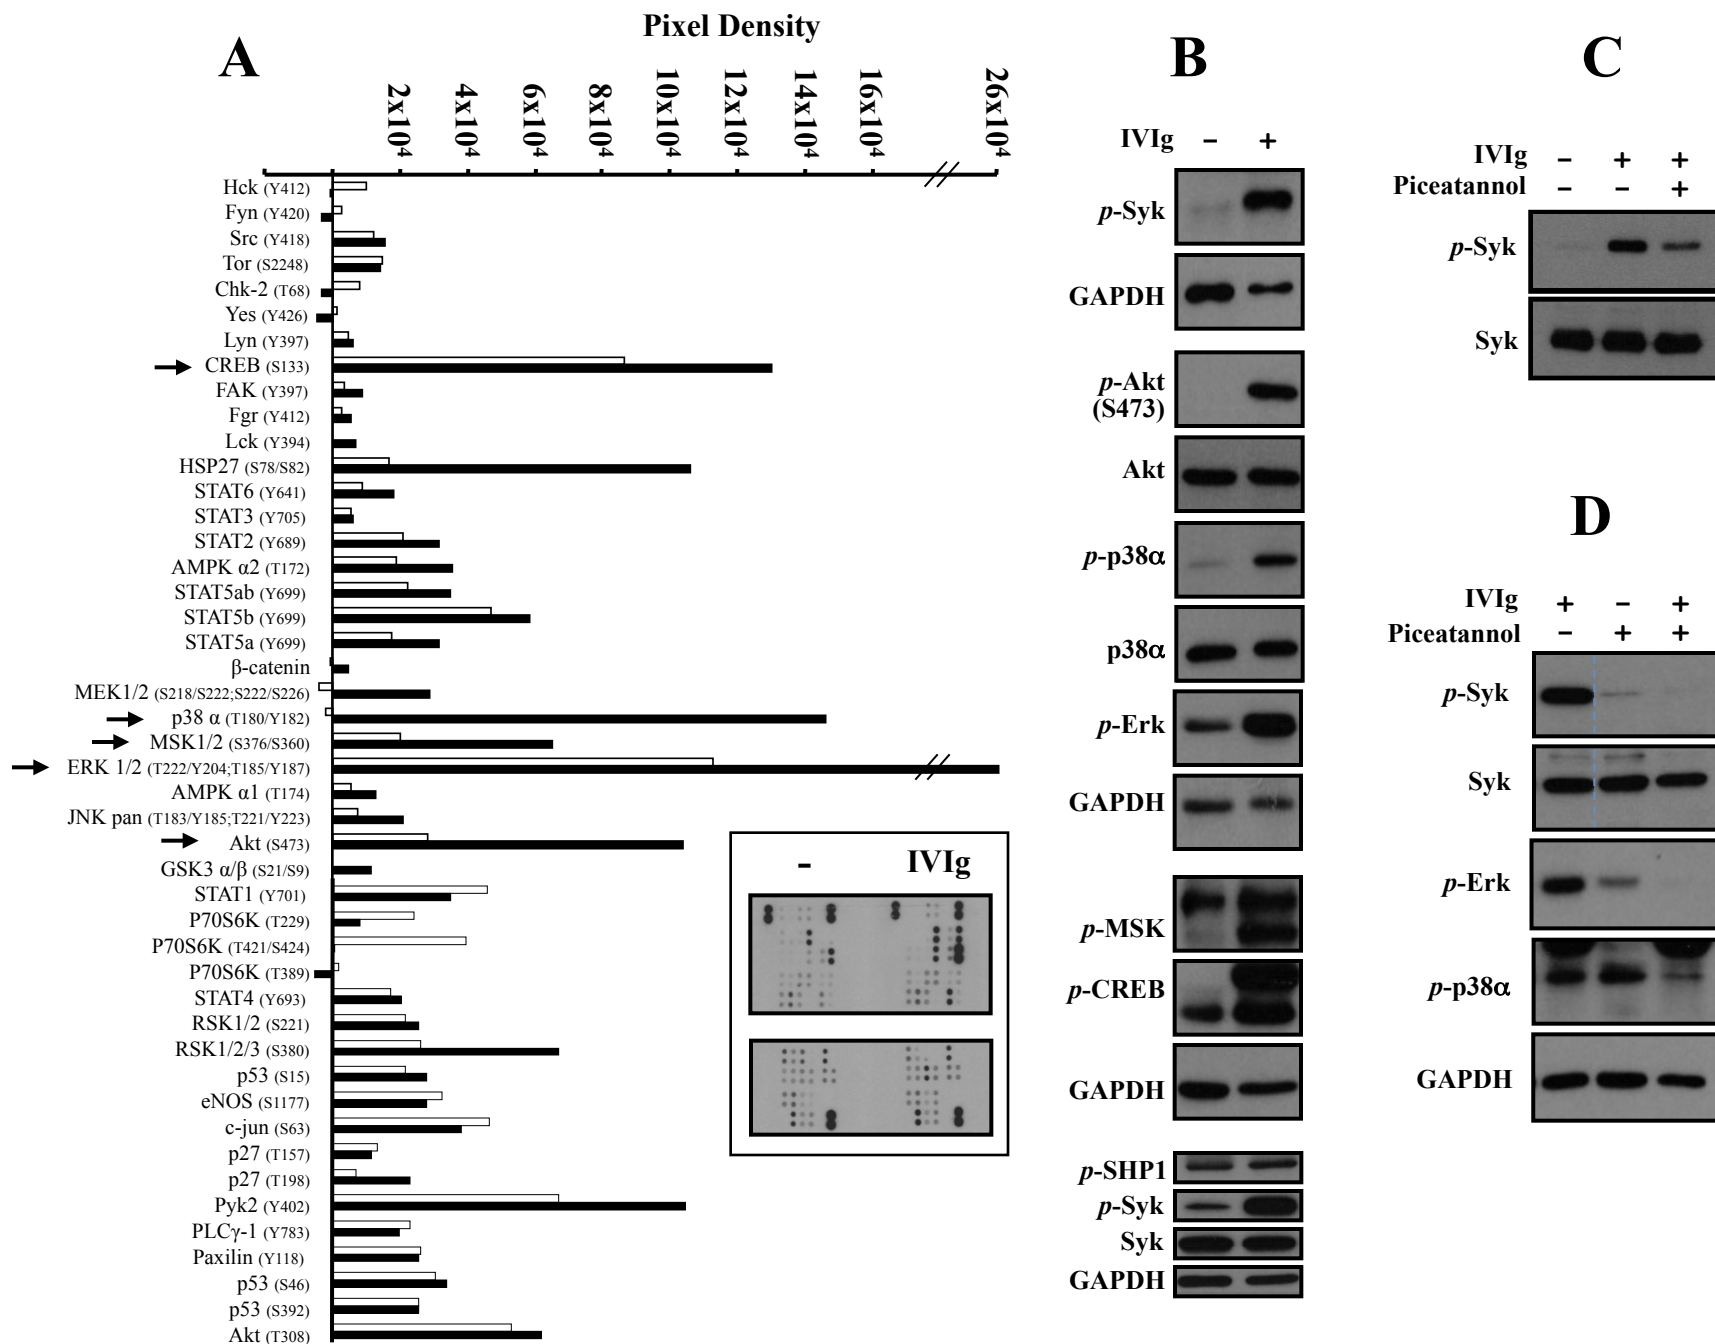 Pixel Density
A
2x10⁴ 4x10⁴ 6x10⁴ 8x10⁴ 10x10⁴ 12x10⁴ 14x10⁴ 16x10⁴ 26x10⁴
Hck (Y412)
Fyn (Y420)
Src (Y418)
Tor (S2248)
Chk-2 (T68)
Yes (Y426)
Lyn (Y397)
CREB (S133)
FAK (Y397)
Fgr (Y412)
Lck (Y394)
HSP27 (S78/S82)
STAT6 (Y641)
STAT3 (Y705)
STAT2 (Y689)
AMPK α2 (T172)
STAT5ab (Y699)
STAT5b (Y699)
STAT5a (Y699)
β-catenin
MEK1/2 (S218/S222;S222/S226)
p38 α (T180/Y182)
MSK1/2 (S376/S360)
ERK 1/2 (T222/Y204;T185/Y187)
AMPK α1 (T174)
JNK pan (T183/Y185;T221/Y223)
Akt (S473)
GSK3 α/β (S21/S9)
STAT1 (Y701)
P70S6K (T229)
P70S6K (T421/S424)
P70S6K (T389)
STAT4 (Y693)
RSK1/2 (S221)
RSK1/2/3 (S380)
p53 (S15)
eNOS (S1177)
c-jun (S63)
p27 (T157)
p27 (T198)
Pyk2 (Y402)
PLCγ-1 (Y783)
Paxilin (Y118)
p53 (S46)
p53 (S392)
Akt (T308)
- IVIg
B
IVIg - +
p-Syk
GAPDH
p-Akt
(S473)
Akt
p-p38α
p38α
p-Erk
GAPDH
p-MSK
p-CREB
GAPDH
p-SHP1
p-Syk
Syk
GAPDH
C
IVIg - + +
Piceatannol - - +
p-Syk
Syk
D
IVIg + - +
Piceatannol - + +
p-Syk
Syk
p-Erk
p-p38α
GAPDH